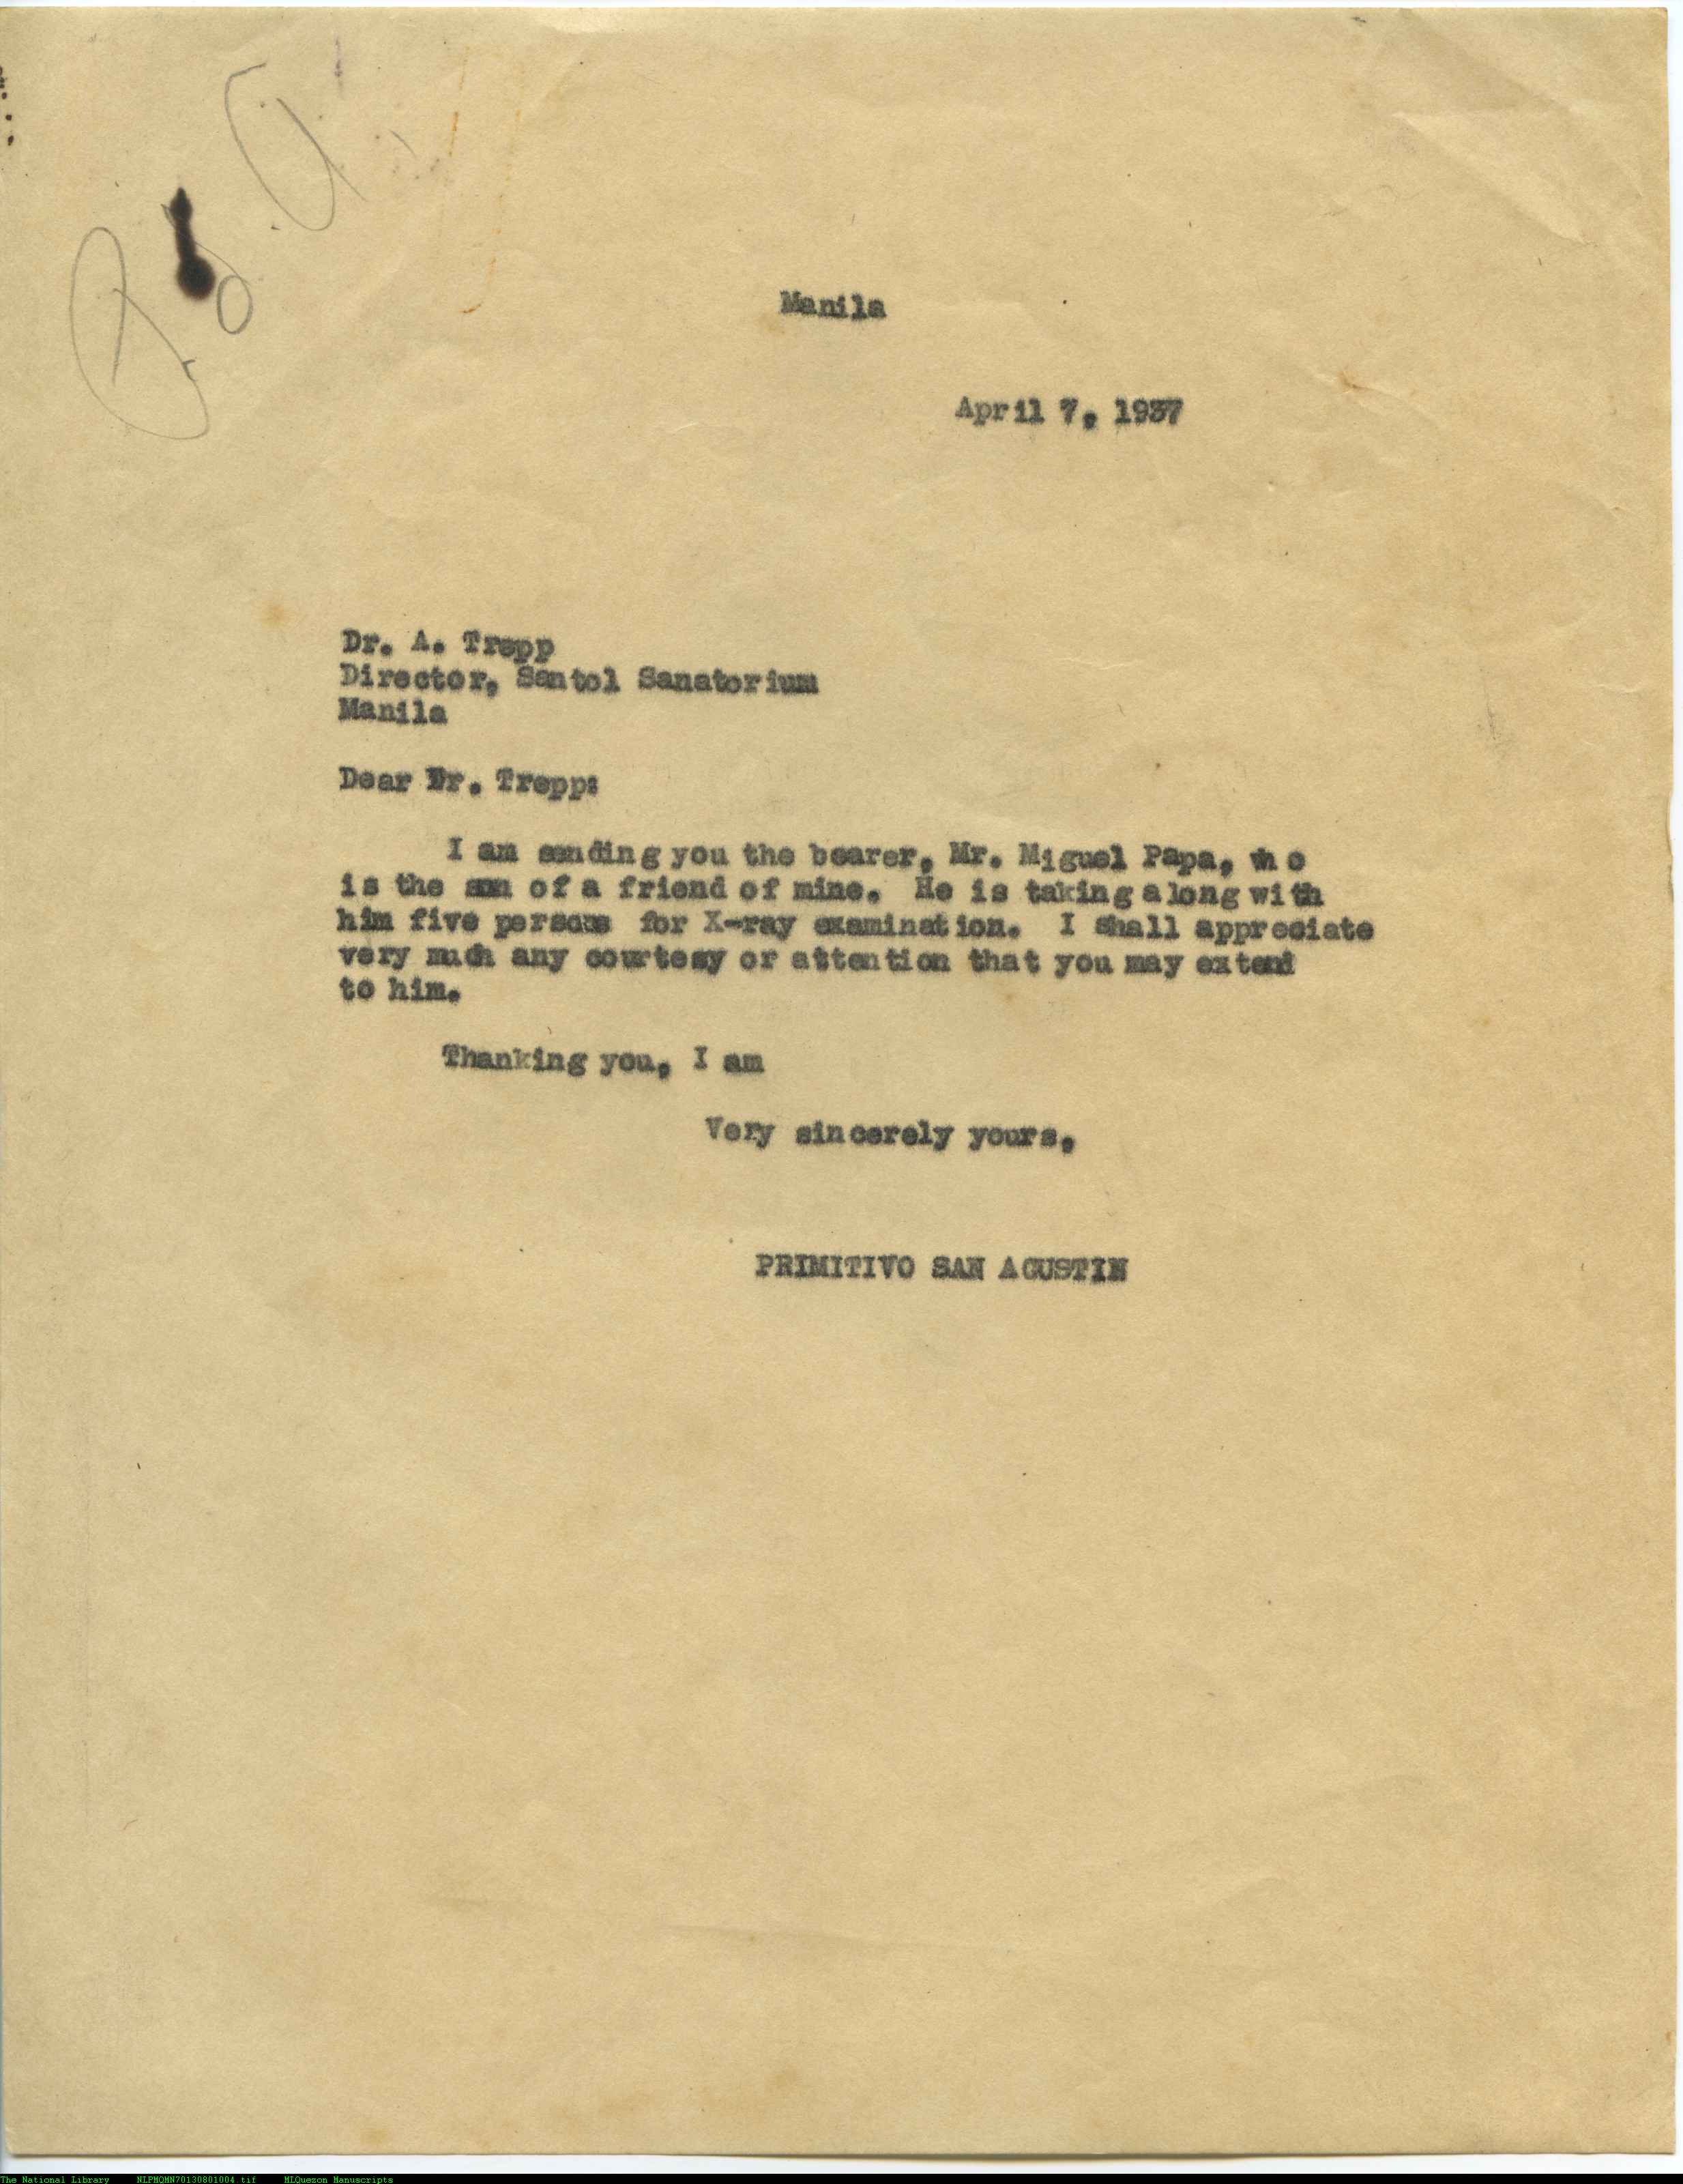 Manila
April 7, 1937
Dr. A. Trepp
Director, Santol Sanatorium
Manila
Dear Dr. Trepp:
I am sending you the bearer, Mr. Miguel Papa, who
is the son of a friend of mine. He is taking along with
him five persons for X-ray examination. I shall appreciate
very much any courtesy or attention that you may extend
to him.
Thanking you, I am
Very sincerely yours,
PRIMITIVO SAN AGUSTIN
The National Library NLPMQMN70130801004.tif MLQuezon Manuscripts